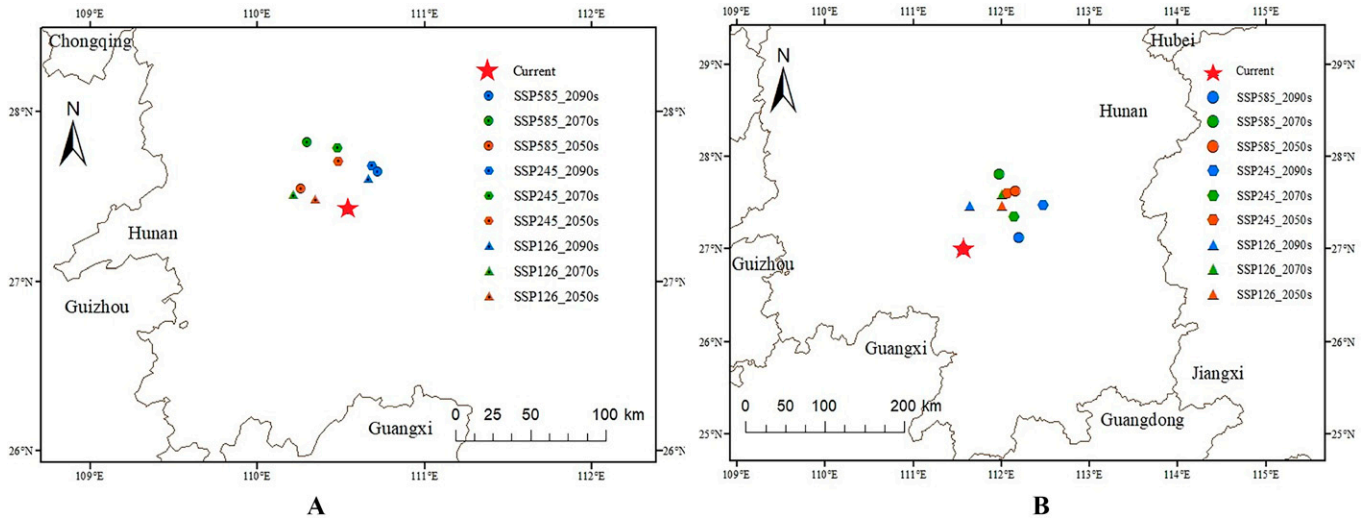 109°E
110°E
111°E
112°E
Chongqing
N
28°N
28°N
Current
SSP585_2090s
SSP585_2070s
SSP585_2050s
SSP245_2090s
SSP245_2070s
SSP245_2050s
SSP126_2090s
SSP126_2070s
SSP126_2050s
Hunan
27°N
27°N
Guizhou
Guangxi
0 25 50 100 km
26°N
26°N
109°E
110°E
111°E
112°E
A
109°E
110°E
111°E
112°E
113°E
114°E
115°E
Hubei
29°N
29°N
N
Hunan
Current
SSP585_2090s
SSP585_2070s
SSP585_2050s
SSP245_2090s
SSP245_2070s
SSP245_2050s
SSP126_2090s
SSP126_2070s
SSP126_2050s
28°N
28°N
27°N
27°N
Guizhou
26°N
26°N
Guangxi
Jiangxi
0 50 100 200 km
Guangdong
25°N
25°N
109°E
110°E
111°E
112°E
113°E
114°E
115°E
B